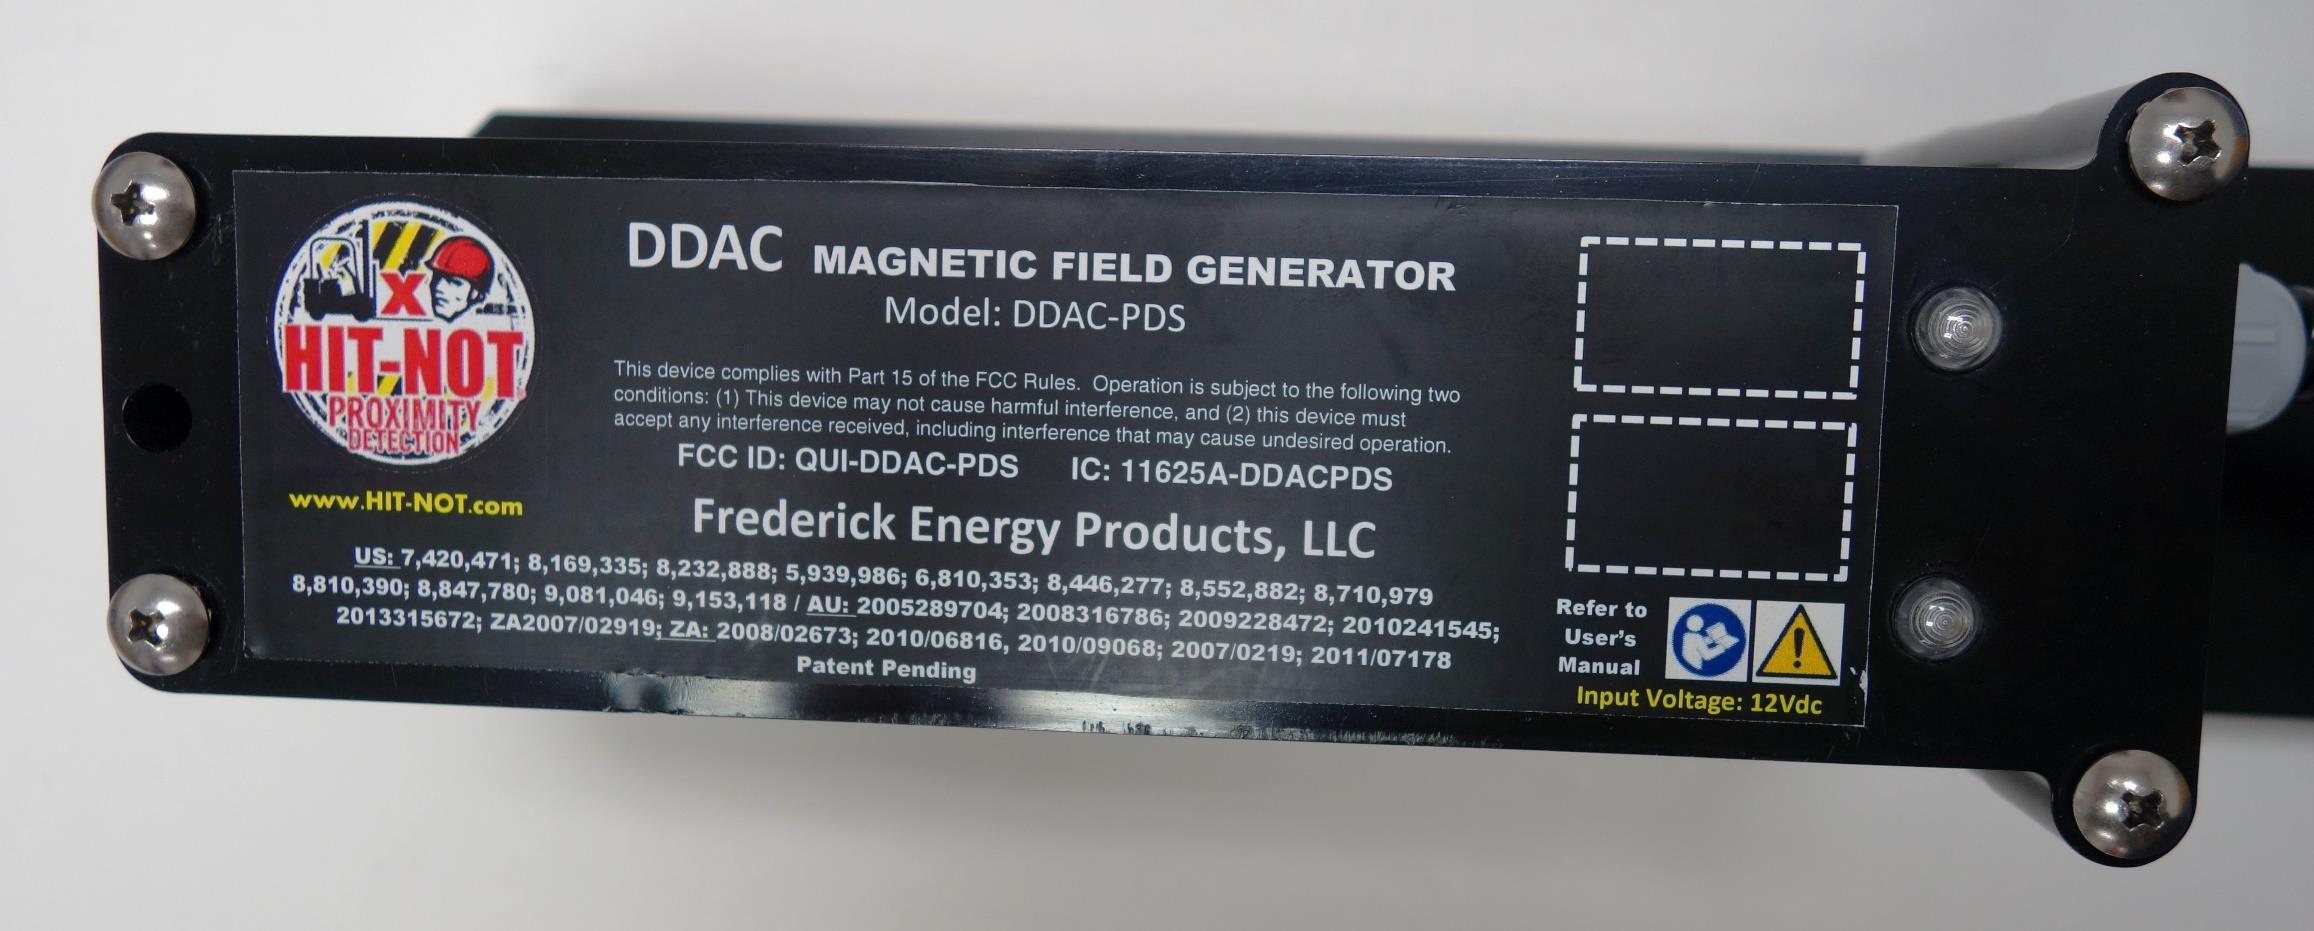 DDAC MAGNETIC FIELD GENERATOR
Model: DDAC-PDS
X
HIT-NOT
PROXIMITY
DETECTION
www.HIT-NOT.com
This device complies with Part 15 of the FCC Rules. Operation is subject to the following two
conditions: (1) This device may not cause harmful interference, and (2) this device must
accept any interference received, including interference that may cause undesired operation.
FCC ID: QUI-DDAC-PDS IC: 11625A-DDACPDS
Frederick Energy Products, LLC
US: 7,420,471; 8,169,335; 8,232,888; 5,939,986; 6,810,353; 8,446,277; 8,552,882; 8,710,979
8,810,390; 8,847,780; 9,081,046; 9,153,118 / AU: 2005289704; 2008316786; 2009228472; 2010241545;
2013315672; ZA2007/02919; ZA: 2008/02673; 2010/06816, 2010/09068; 2007/0219; 2011/07178
Patent Pending
Refer to
User's
Manual
Input Voltage: 12Vdc